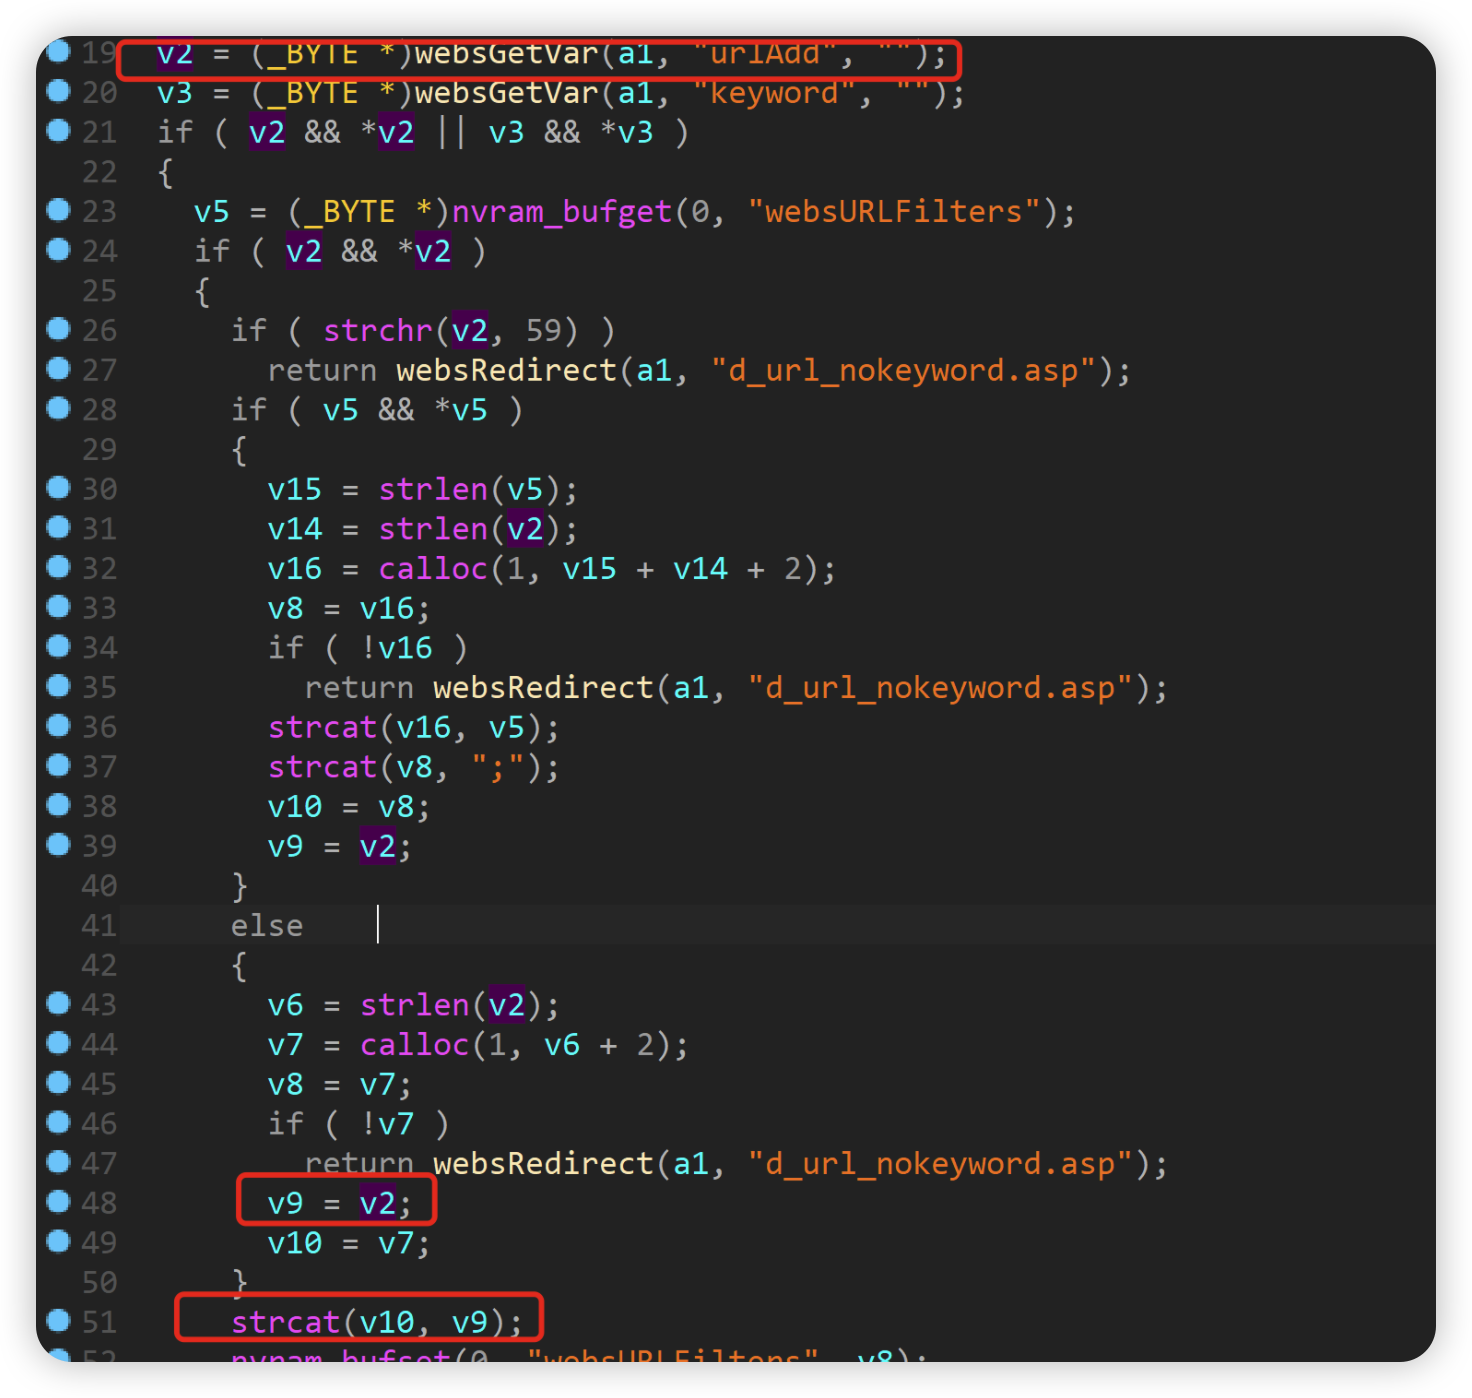 19 v2 = (_BYTE *)websGetVar(a1, "urlAdd", "");
20 v3 = (_BYTE *)websGetVar(a1, "keyword", "");
21 if ( v2 && *v2 || v3 && *v3 )
22 {
23 v5 = (_BYTE *)nvram_bufget(0, "websURLFilters");
24 if ( v2 && *v2 )
25 {
26 if ( strchr(v2, 59) )
27 return websRedirect(a1, "d_url_nokeyword.asp");
28 if ( v5 && *v5 )
29 {
30 v15 = strlen(v5);
31 v14 = strlen(v2);
32 v16 = calloc(1, v15 + v14 + 2);
33 v8 = v16;
34 if ( !v16 )
35 return websRedirect(a1, "d_url_nokeyword.asp");
36 strcat(v16, v5);
37 strcat(v8, ";");
38 v10 = v8;
39 v9 = v2;
40 }
41 else
42 {
43 v6 = strlen(v2);
44 v7 = calloc(1, v6 + 2);
45 v8 = v7;
46 if ( !v7 )
47 return websRedirect(a1, "d_url_nokeyword.asp");
48 v9 = v2;
49 v10 = v7;
50 }
51 strcat(v10, v9);
52 nvram_bufset(0, "websURLFilters", v8);